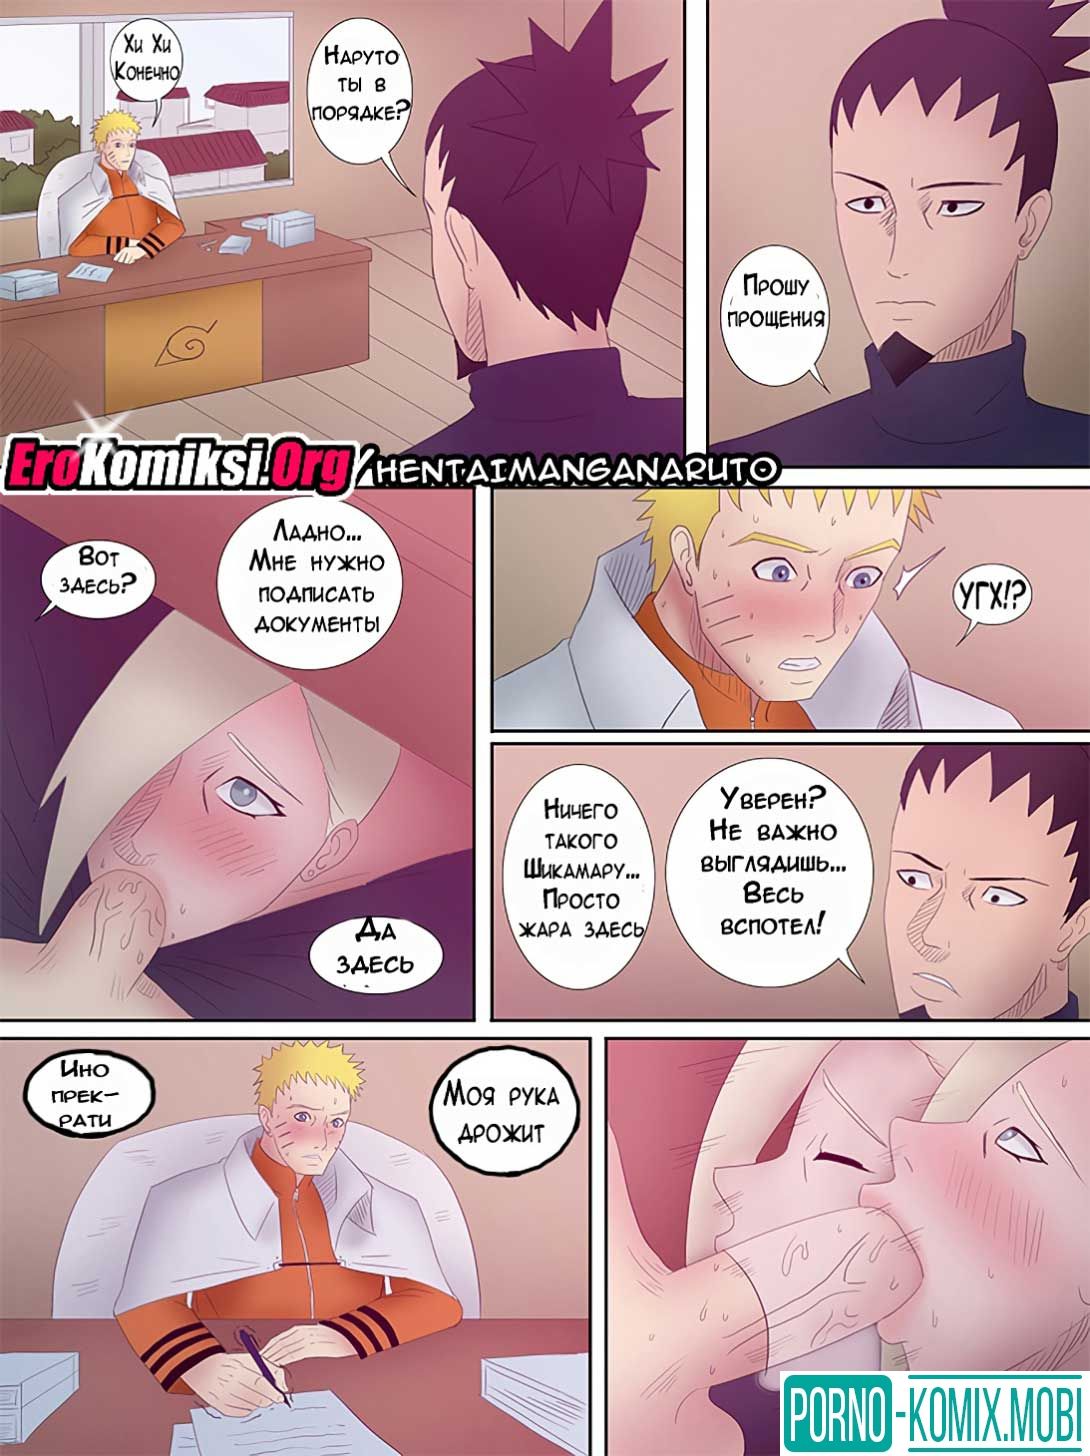 Хи Хи
Конечно
Наруто
ты в
порядке?
Прошу
прощения
EroKomiksi.Org/HENTAIMANGANARUTO
Вот
здесь?
Ладно...
Мне нужно
подписать
документы
УГХ!?
Да
здесь
Ничего
такого
Шикамару...
Просто
жара здесь
Уверен?
Не важно
выглядишь...
Весь
вспотел!
Ино
прек-
рати
Моя рука
дрожит
PORNO-KOMIX.MOBI